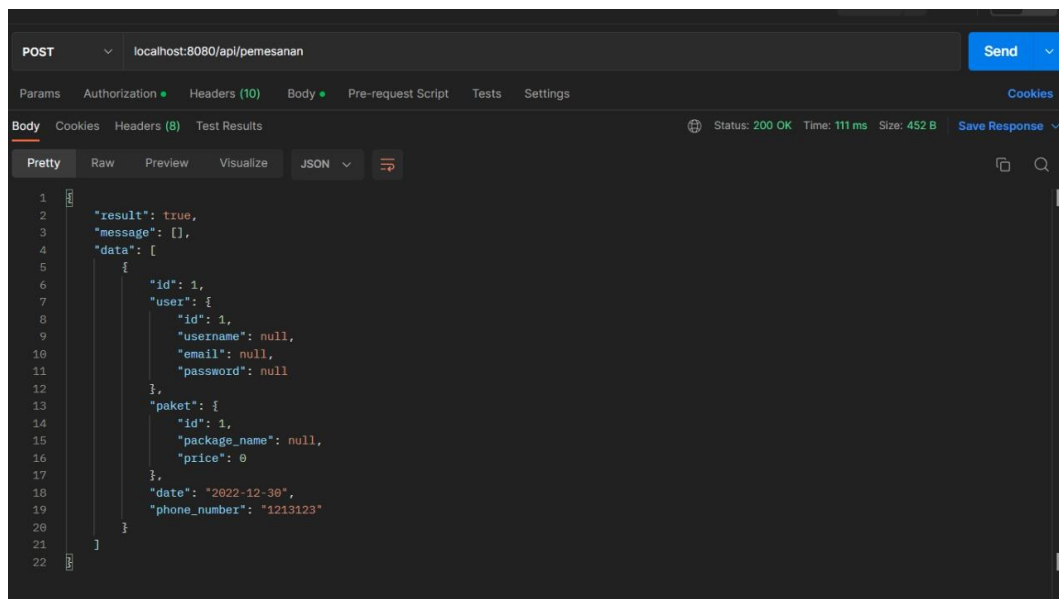 POST localhost:8080/api/pemesanan Send
Params Authorization Headers (10) Body Pre-request Script Tests Settings Cookies
Body Cookies Headers (8) Test Results Status: 200 OK Time: 111 ms Size: 452 B Save Response
Pretty Raw Preview Visualize JSON
1 {
2 "result": true,
3 "message": [],
4 "data": [
5 {
6 "id": 1,
7 "user": {
8 "id": 1,
9 "username": null,
10 "email": null,
11 "password": null
12 },
13 "paket": {
14 "id": 1,
15 "package_name": null,
16 "price": 0
17 },
18 "date": "2022-12-30",
19 "phone_number": "1213123"
20 }
21 ]
22 }